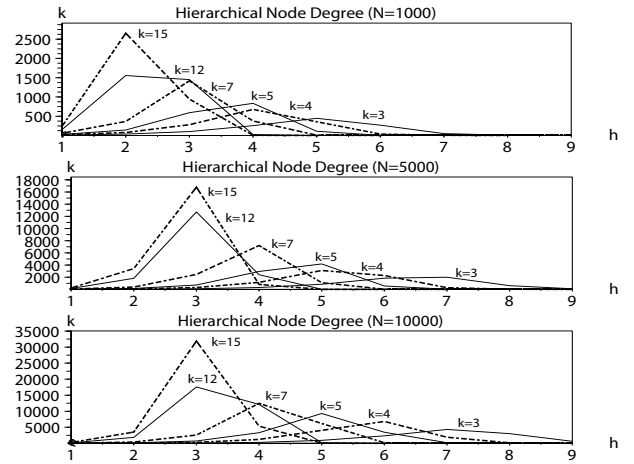 Hierarchical Node Degree (N=1000)
k
2500
2000
1500
1000
500
k=15
k=12
k=7
k=5
k=4
k=3
1 2 3 4 5 6 7 8 9
h
Hierarchical Node Degree (N=5000)
k
18000
16000
14000
12000
10000
8000
6000
4000
2000
k=15
k=12
k=7
k=5
k=4
k=3
1 2 3 4 5 6 7 8 9
h
Hierarchical Node Degree (N=10000)
k
35000
30000
25000
20000
15000
10000
5000
k=15
k=12
k=7
k=5
k=4
k=3
1 2 3 4 5 6 7 8 9
h